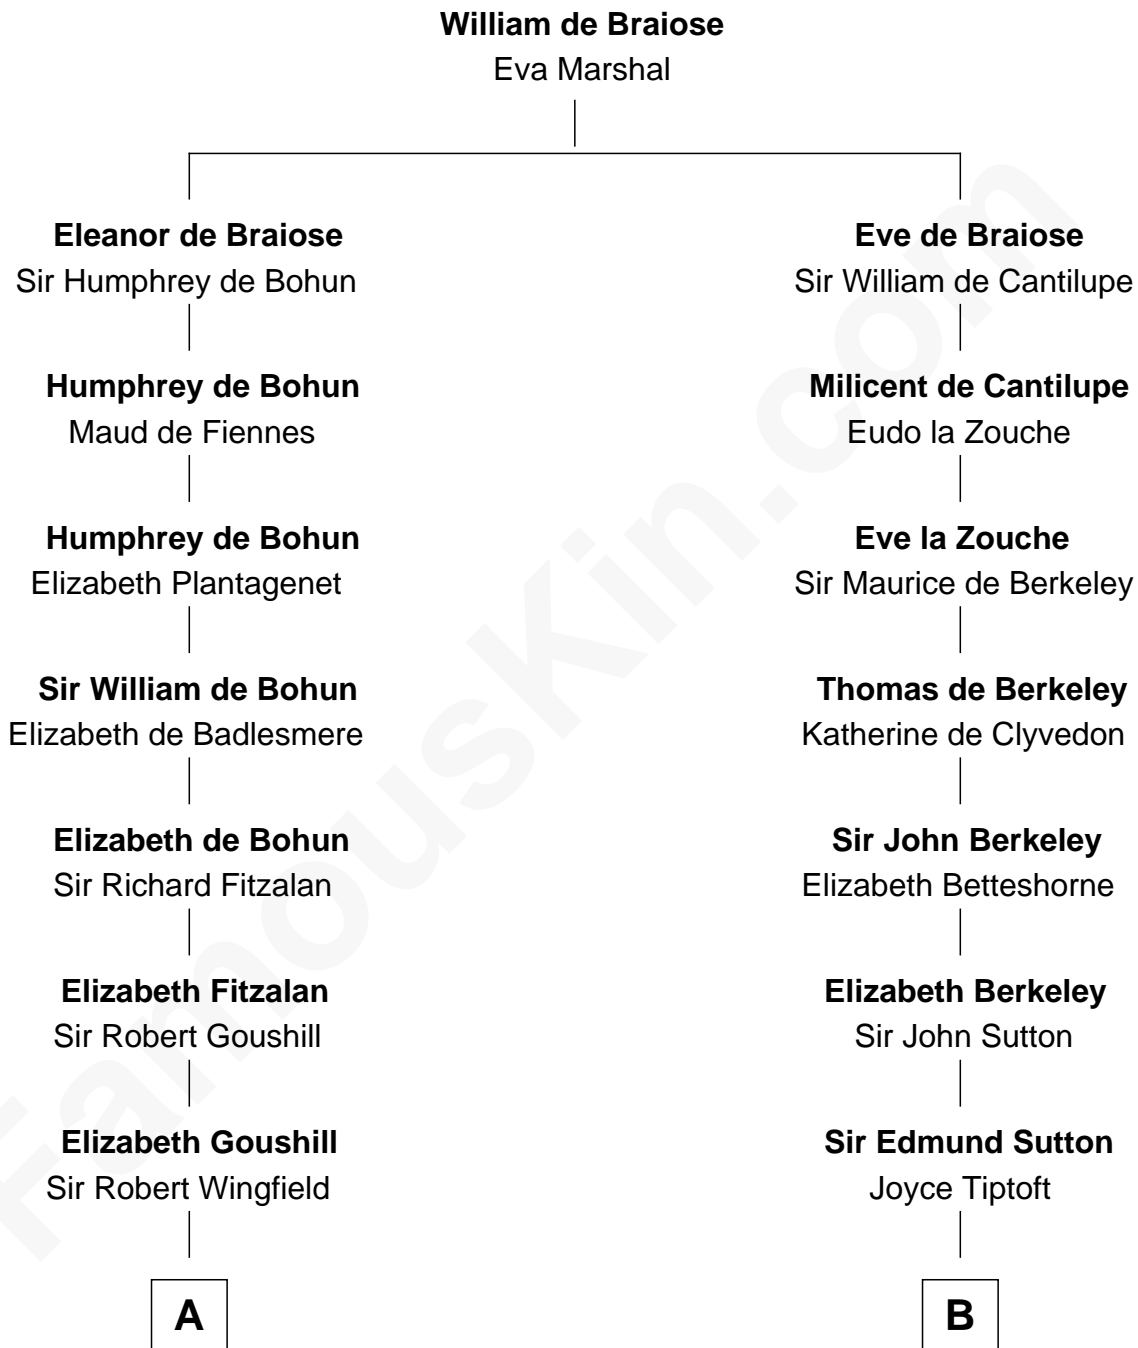 William de Braiose
Eva Marshal
Eleanor de Braiose
Sir Humphrey de Bohun
Eve de Braiose
Sir William de Cantilupe
Humphrey de Bohun
Maud de Fiennes
Milicent de Cantilupe
Eudo la Zouche
Humphrey de Bohun
Elizabeth Plantagenet
Eve la Zouche
Sir Maurice de Berkeley
Sir William de Bohun
Elizabeth de Badlesmere
Thomas de Berkeley
Katherine de Clyvedon
Elizabeth de Bohun
Sir Richard Fitzalan
Sir John Berkeley
Elizabeth Betteshorne
Elizabeth Fitzalan
Sir Robert Goushill
Elizabeth Berkeley
Sir John Sutton
Elizabeth Goushill
Sir Robert Wingfield
Sir Edmund Sutton
Joyce Tiptoft
A
B
FamousKin.com